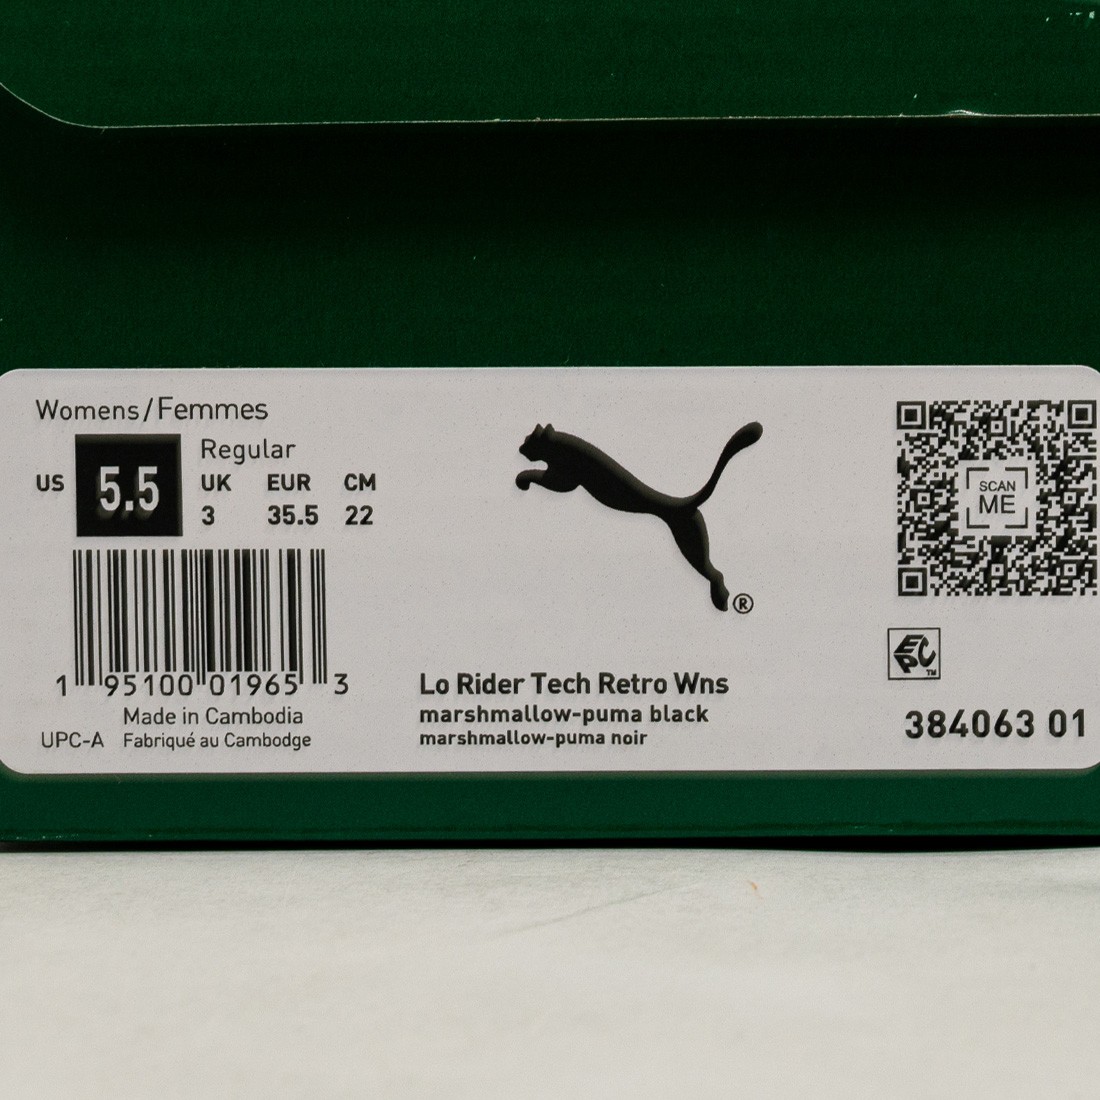 Womens/Femmes
Regular
US 5.5 UK EUR CM
3 35.5 22
1 95100 01965 3
Made in Cambodia
UPC-A Fabriqué au Cambodge
®
Lo Rider Tech Retro Wns
marshmallow-puma black
marshmallow-puma noir
SCAN
ME
EPC™
384063 01